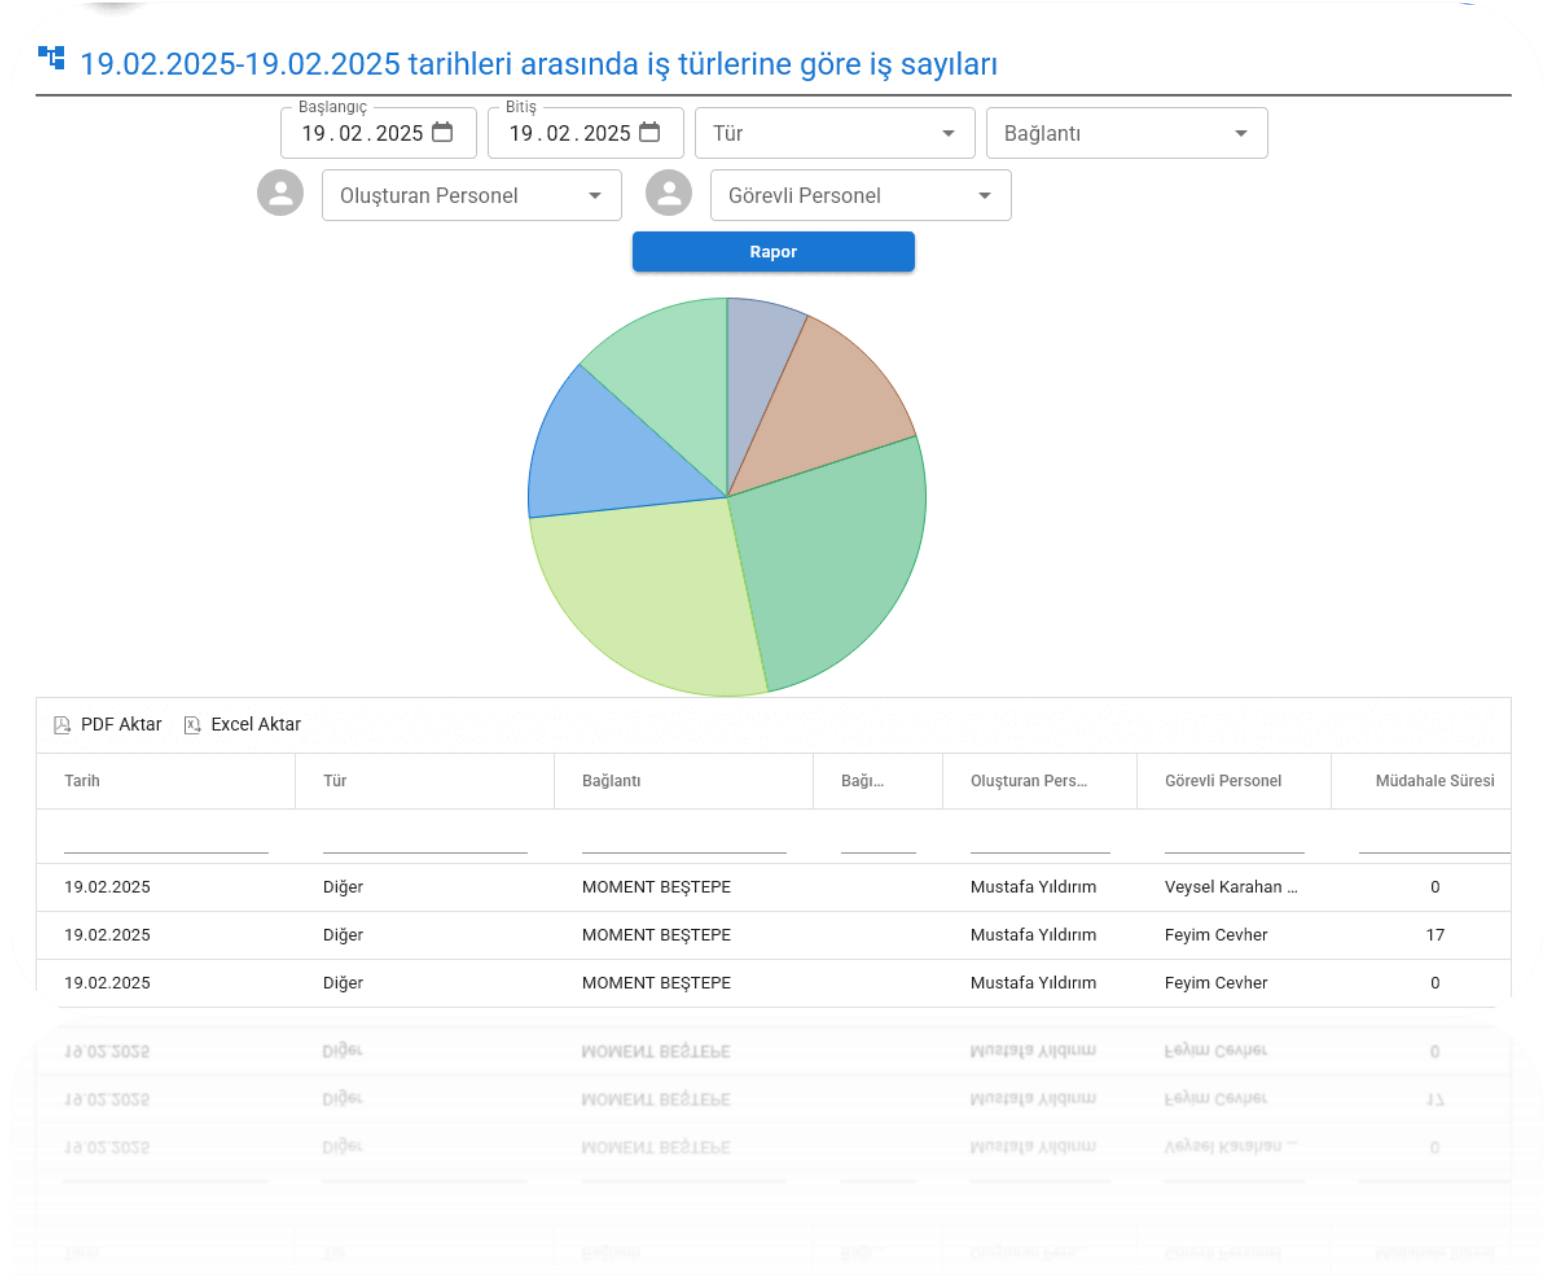 19.02.2025-19.02.2025 tarihleri arasında iş türlerine göre iş sayıları
Başlangıç Bitiş
19.02.2025 19.02.2025 Tür Bağlantı
Oluşturan Personel Görevli Personel
Rapor
PDF Aktar Excel Aktar
Tarih Tür Bağlantı Bağı... Oluşturan Pers... Görevli Personel Müdahale Süresi
19.02.2025 Diğer MOMENT BEŞTEPE Mustafa Yıldırım Veysel Karahan ... 0
19.02.2025 Diğer MOMENT BEŞTEPE Mustafa Yıldırım Feyim Cevher 17
19.02.2025 Diğer MOMENT BEŞTEPE Mustafa Yıldırım Feyim Cevher 0